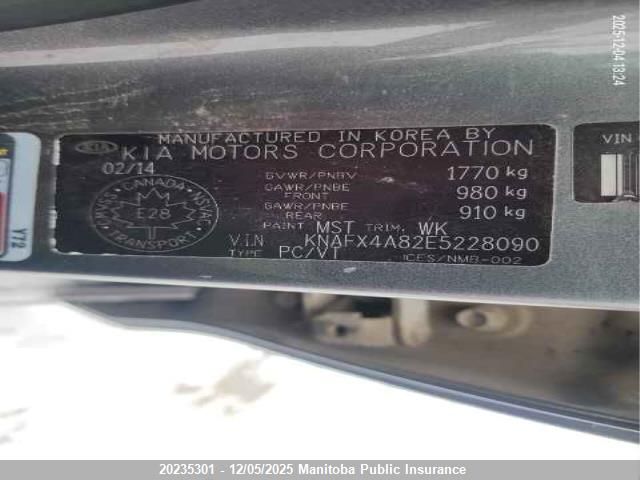 2025/12/04 13:24
MANUFACTURED IN KOREA BY
KIA KIA MOTORS CORPORATION
02/14
GVWR/PNBV 1770 kg
GAWR/PNBE FRONT 980 kg
GAWR/PNBE REAR 910 kg
PAINT MST TRIM. WK
V.I.N KNAFX4A82E5228090
TYPE PC/VT
ICES/NMB-002
CANADA
E28
TRANSPORT
Y72
VIN
20235301 - 12/05/2025 Manitoba Public Insurance